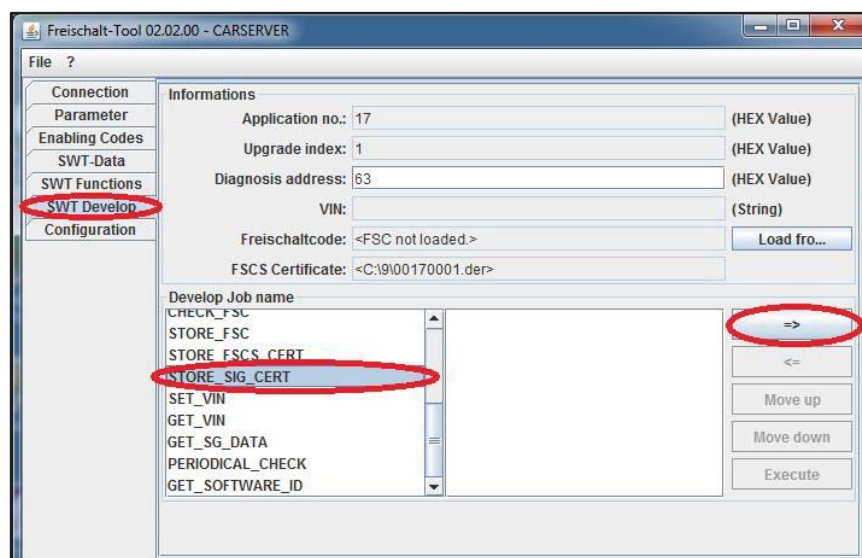 Freischalt-Tool 02.02.00 - CARSERVER
File ?
Connection
Parameter
Enabling Codes
SWT-Data
SWT Functions
SWT Develop
Configuration
Informations
Application no.: 17 (HEX Value)
Upgrade index: 1 (HEX Value)
Diagnosis address: 63 (HEX Value)
VIN: (String)
Freischaltcode: <FSC not loaded.> Load fro...
FSCS Certificate: <C:\9\00170001.der>
Develop Job name
CHECK_FSC
STORE_FSC
STORE_FSCS_CERT
STORE_SIG_CERT
SET_VIN
GET_VIN
GET_SG_DATA
PERIODICAL_CHECK
GET_SOFTWARE_ID
=>
<=
Move up
Move down
Execute